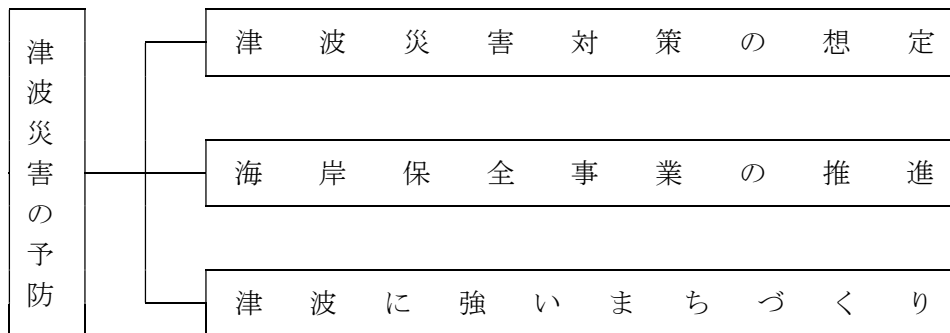 津波災害の予防
津波災害対策の想定
海岸保全事業の推進
津波に強いまちづくり